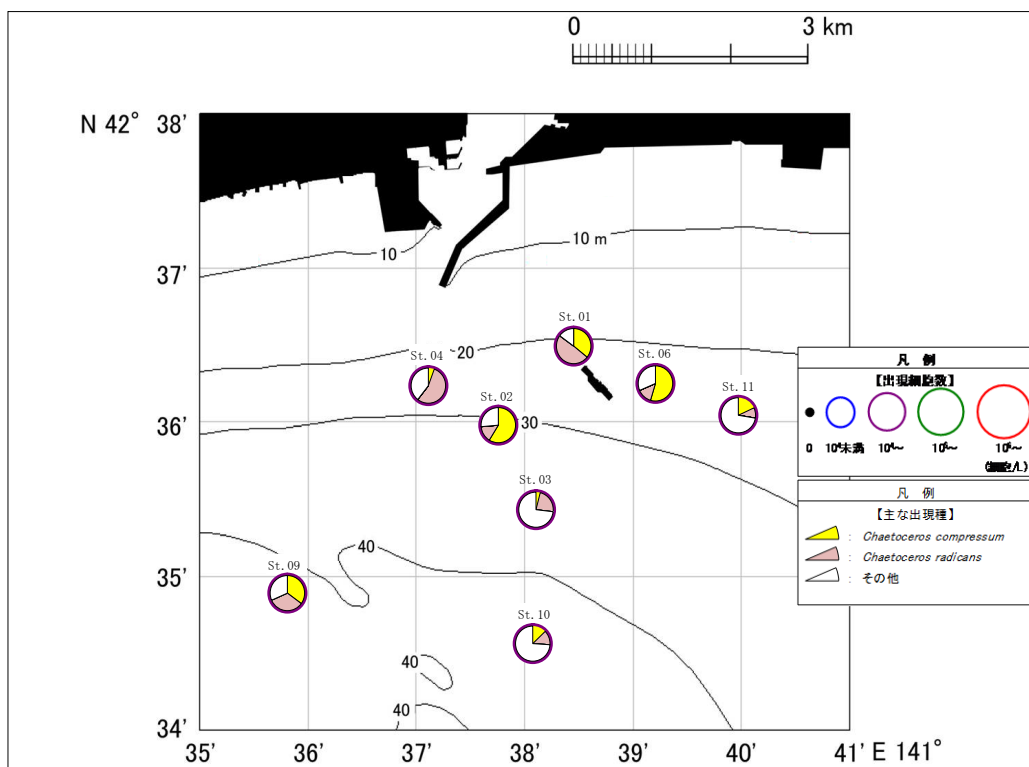 0 3 km
N 42° 38'
37'
36'
35'
34'
35' 36' 37' 38' 39' 40' 41' E 141°
10
10 m
20
30
40
40
40
St.01
St.04
St.06
St.11
St.02
St.03
St.09
St.10
凡 例
【出現細胞数】
0 10⁴未満 10⁴～
凡 例
【主な出現種】
： Chaetoceros compressum
： Chaetoceros radicans
： その他